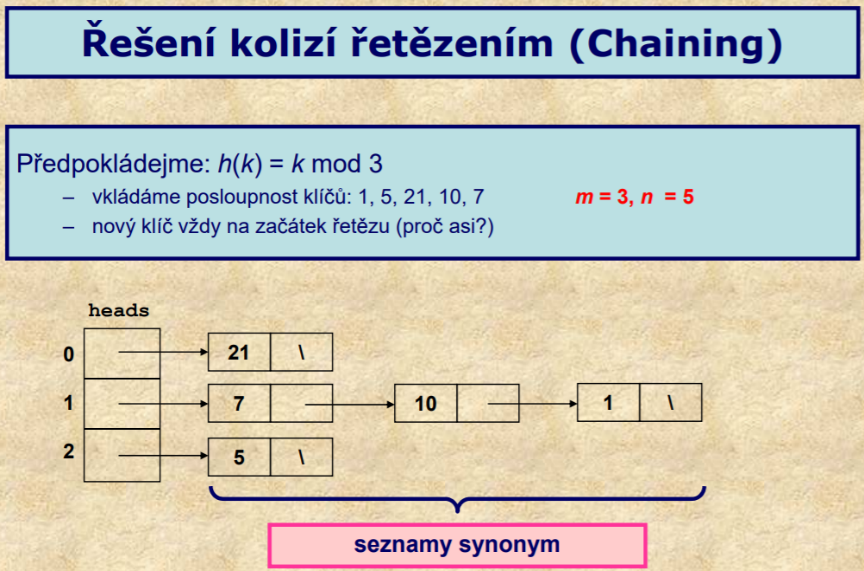 Řešení kolizí řetězením (Chaining)
Předpokládejme: h(k) = k mod 3
– vkládáme posloupnost klíčů: 1, 5, 21, 10, 7 m = 3, n = 5
– nový klíč vždy na začátek řetězu (proč asi?)
heads
0 21 \
1 7 10 1 \
2 5 \
seznamy synonym